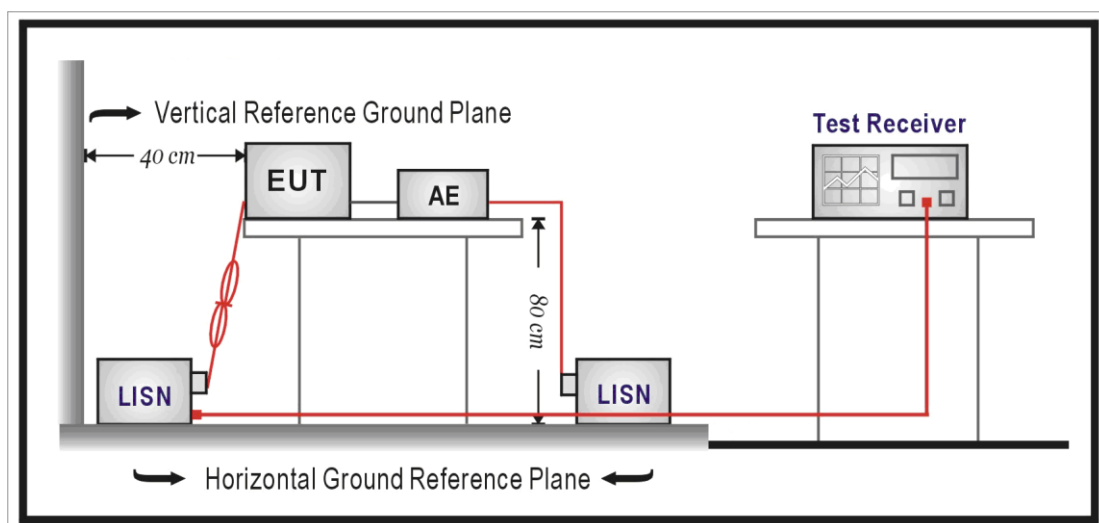 Vertical Reference Ground Plane
Test Receiver
40 cm
EUT
AE
80 cm
LISN
LISN
Horizontal Ground Reference Plane